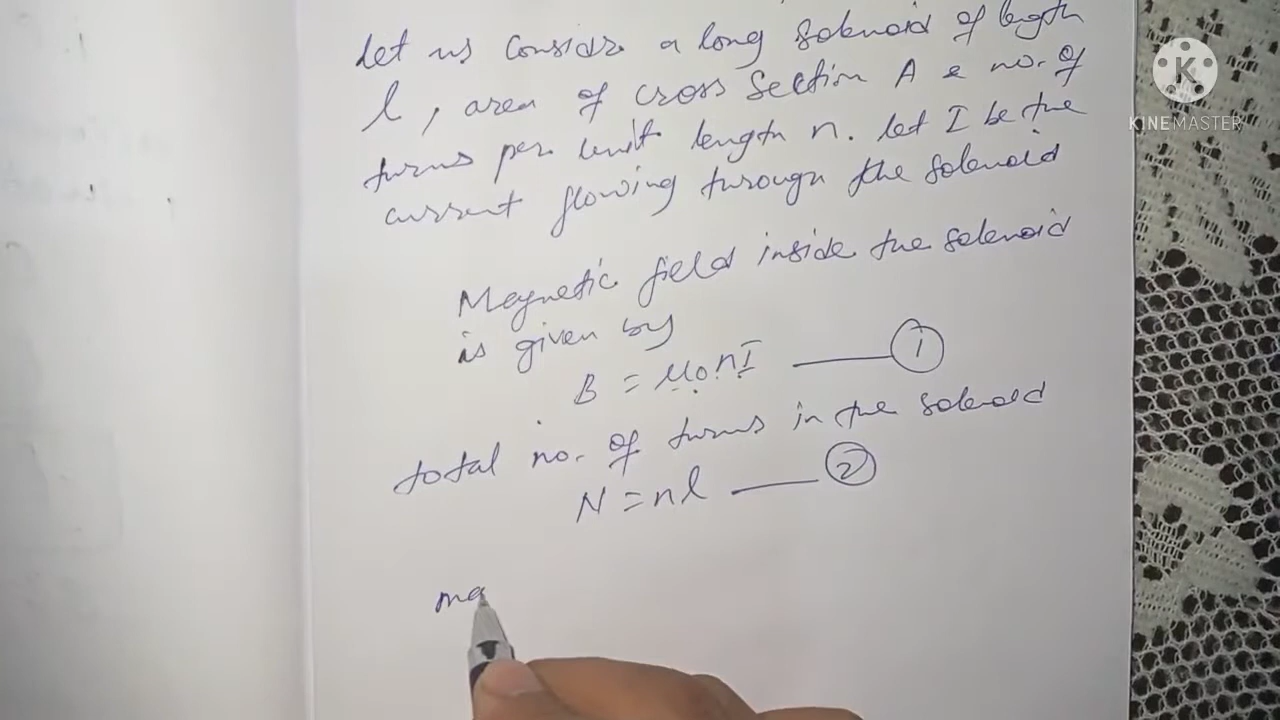 let us Consider a long solenoid of length
l, area of cross section A & no. of
turns per unit length n. let I be the
current flowing through the solenoid
Magnetic field inside the solenoid
is given by
B = μ₀nI —— ①
total no. of turns in the solenoid
N = nl —— ②
ma
K
KINEMASTER